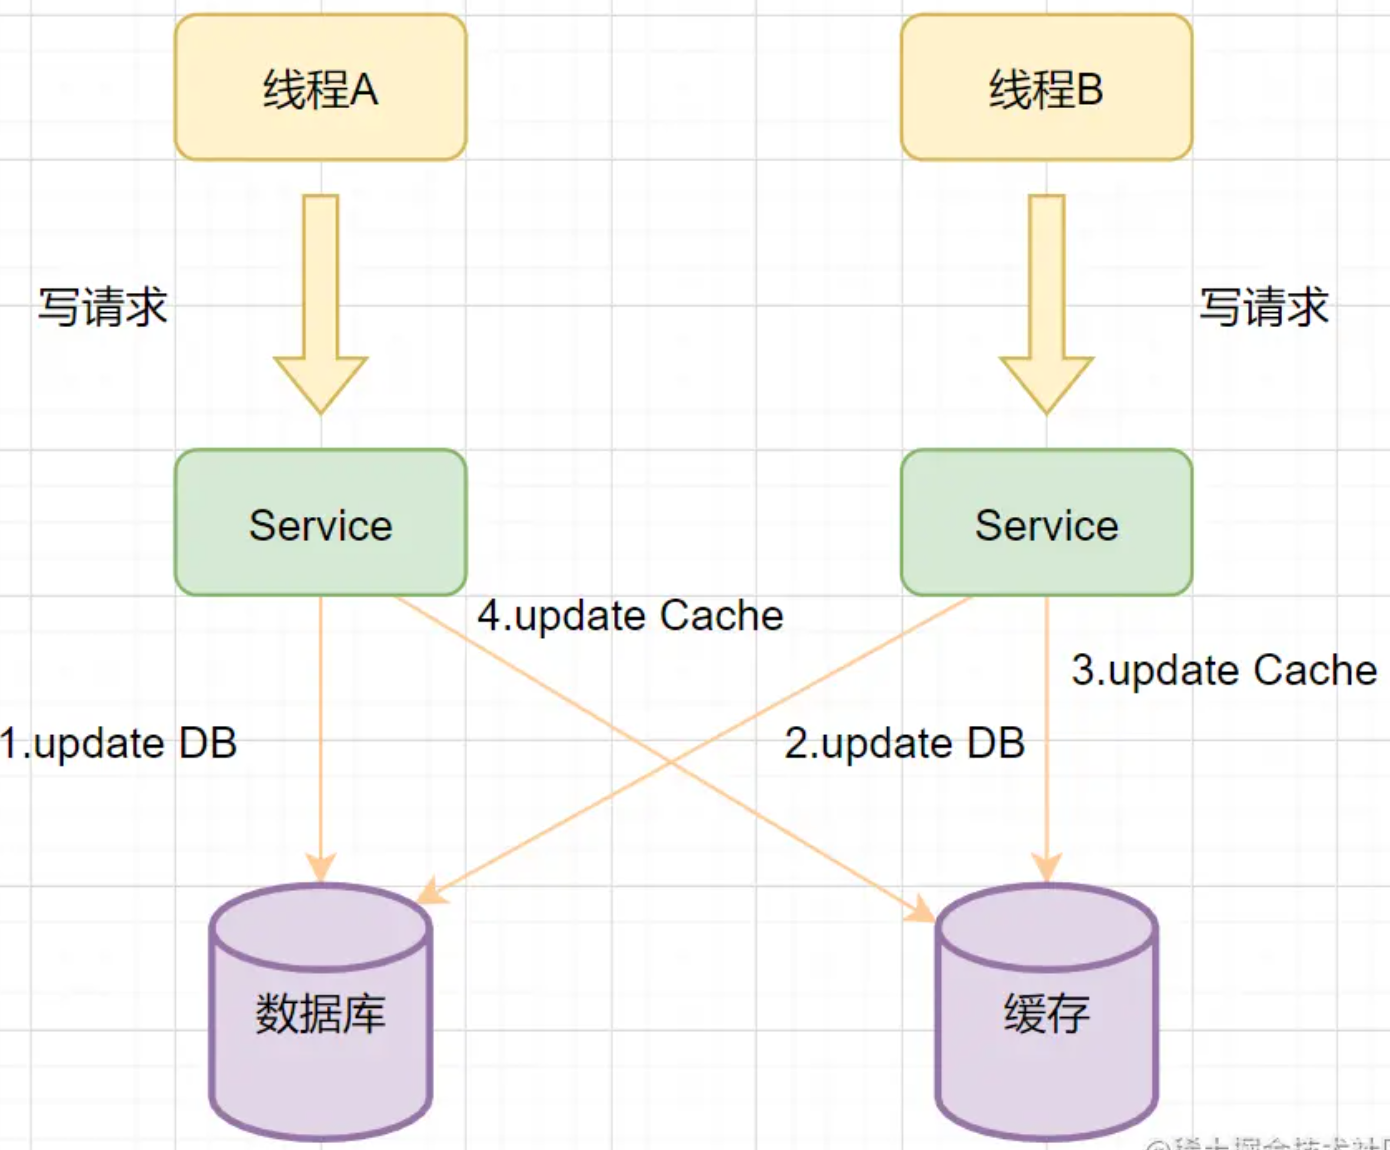 线程A
线程B
写请求
写请求
Service
Service
4.update Cache
3.update Cache
1.update DB
2.update DB
数据库
缓存